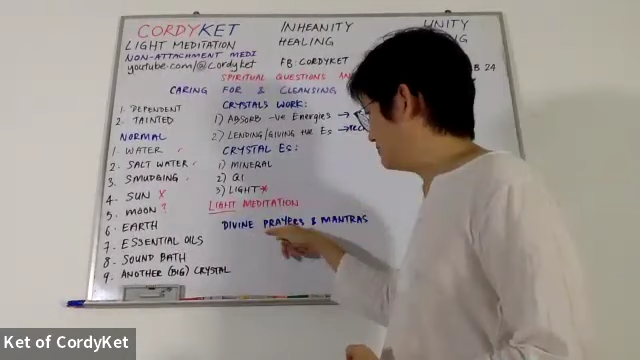 CORDYKET
LIGHT MEDITATION
NON-ATTACHMENT MEDI
youtube.com/@Cordyket
INHEANITY
HEALING
FB: CORDYKET
UNITY
24
SPIRITUAL QUESTIONS
CARING FOR & CLEANSING
1. DEPENDENT
2. TAINTED
NORMAL
1. WATER
2. SALT WATER
3. SMUDGING
4. SUN X
5. MOON ?
6. EARTH
7. ESSENTIAL OILS
8. SOUND BATH
9. ANOTHER (BIG) CRYSTAL
CRYSTALS WORK:
1) ABSORB -ve Energies →
2) LENDING/GIVING +ve Es →
CRYSTAL Es:
1) MINERAL
2) QI
3) LIGHT*
LIGHT MEDITATION
DIVINE PRAYERS & MANTRAS
Ket of CordyKet